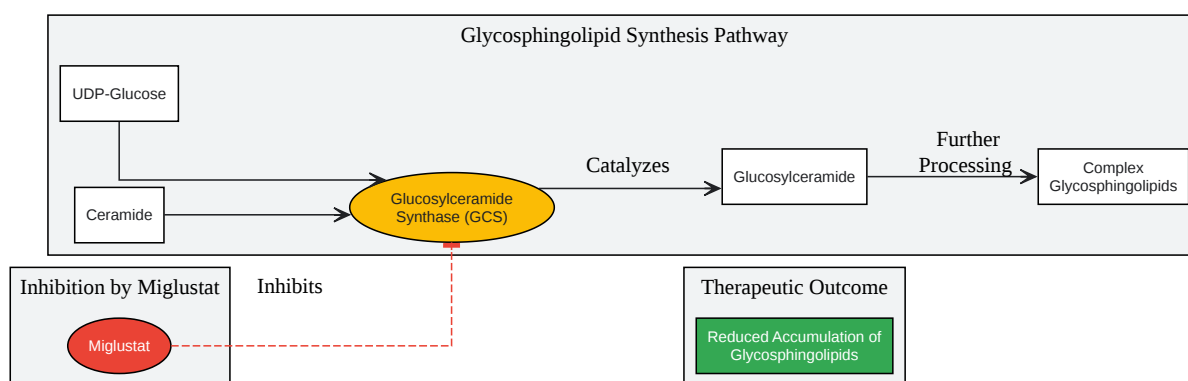 Glycosphingolipid Synthesis Pathway
UDP-Glucose
Ceramide
Glucosylceramide
Synthase (GCS)
Catalyzes
Glucosylceramide
Further
Processing
Complex
Glycosphingolipids
Inhibition by Miglustat
Miglustat
Inhibits
Therapeutic Outcome
Reduced Accumulation of
Glycosphingolipids